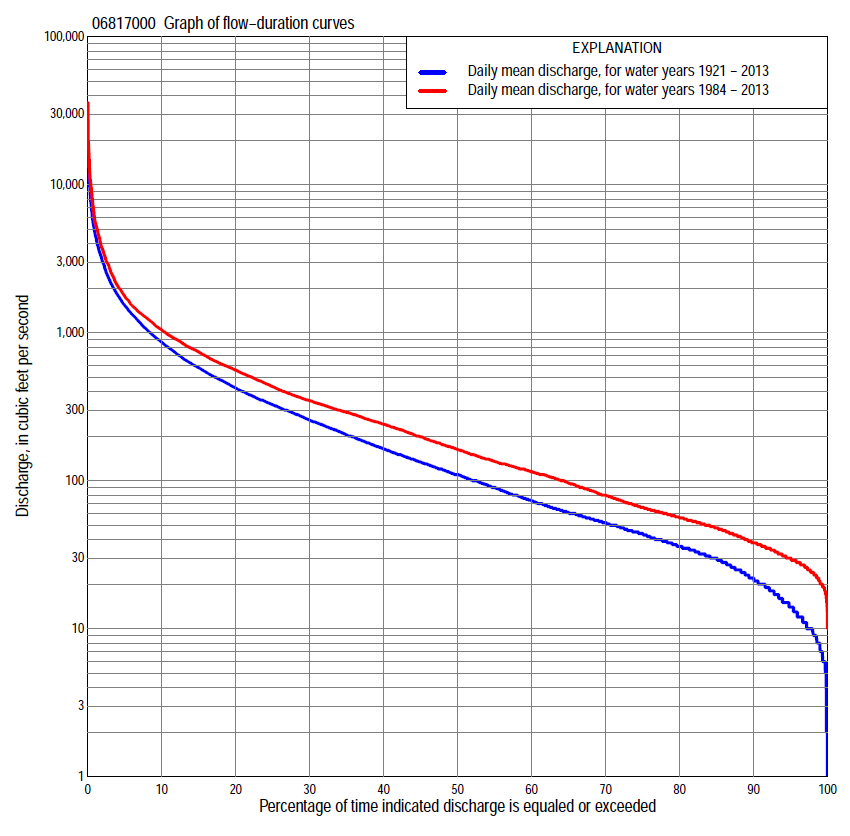 06817000 Graph of flow−duration curves
EXPLANATION
Daily mean discharge, for water years 1921 − 2013
Daily mean discharge, for water years 1984 − 2013
Discharge, in cubic feet per second
100,000
30,000
10,000
3,000
1,000
300
100
30
10
3
1
0 10 20 30 40 50 60 70 80 90 100
Percentage of time indicated discharge is equaled or exceeded